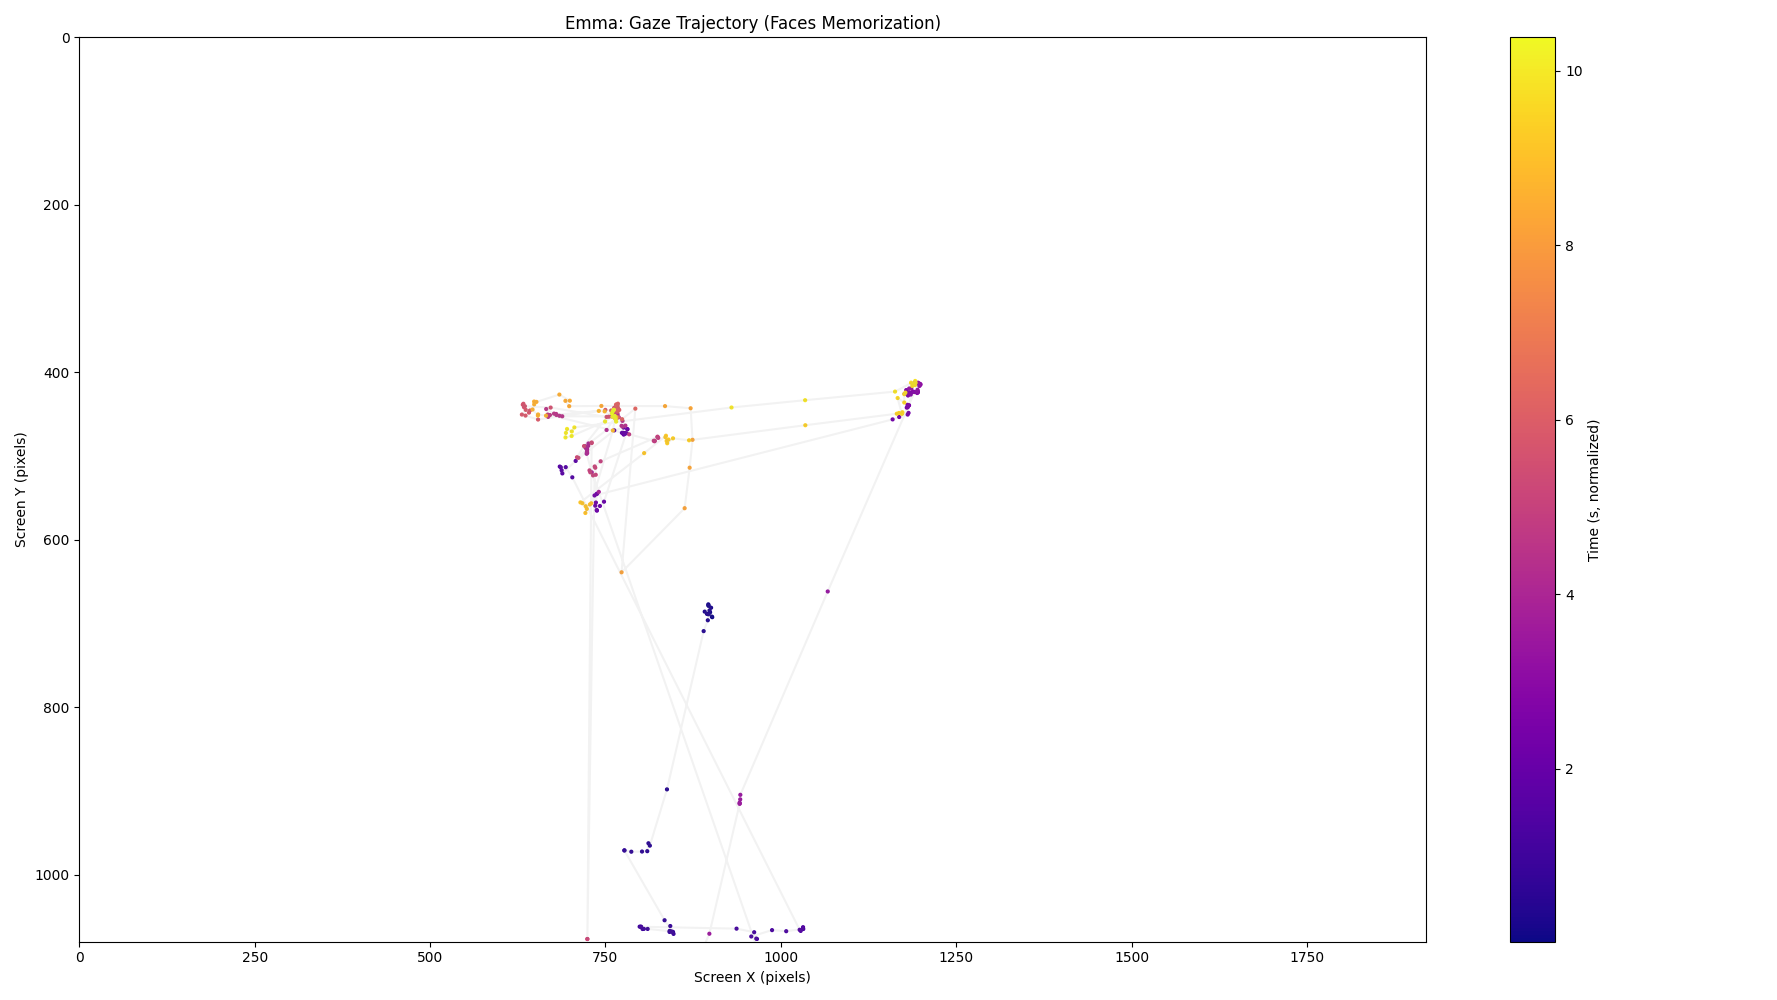 Emma: Gaze Trajectory (Faces Memorization)
0
200
400
600
800
1000
Screen Y (pixels)
0 250 500 750 1000 1250 1500 1750
Screen X (pixels)
10
8
6
4
2
Time (s, normalized)